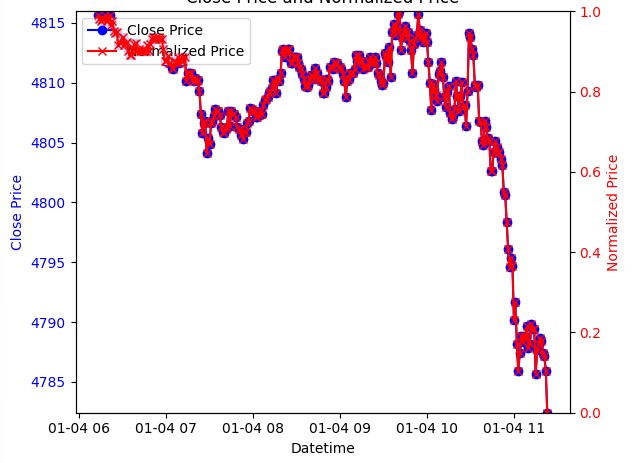 Close Price and Normalized Price
4815
4810
4805
4800
4795
4790
4785
Close Price
Close Price
Normalized Price
1.0
0.8
0.6
0.4
0.2
0.0
Normalized Price
01-04 06 01-04 07 01-04 08 01-04 09 01-04 10 01-04 11
Datetime